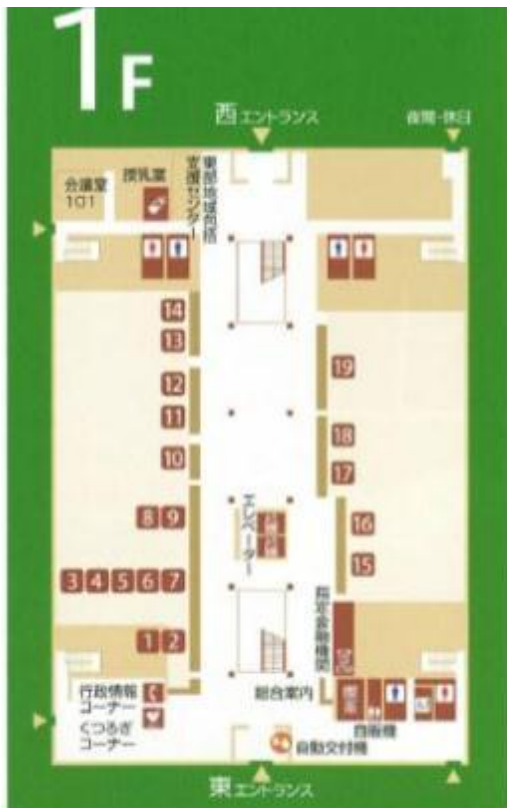 1F
西エントランス
夜間・休日
会議室
101
授乳室
東部地域包括
支援センター
14
13
12
11
10
8 9
3 4 5 6 7
1 2
19
18
17
16
15
エレベーター
指定金融機関
行政情報
コーナー
くつろぎ
コーナー
総合案内
自販機
自動交付機
東エントランス